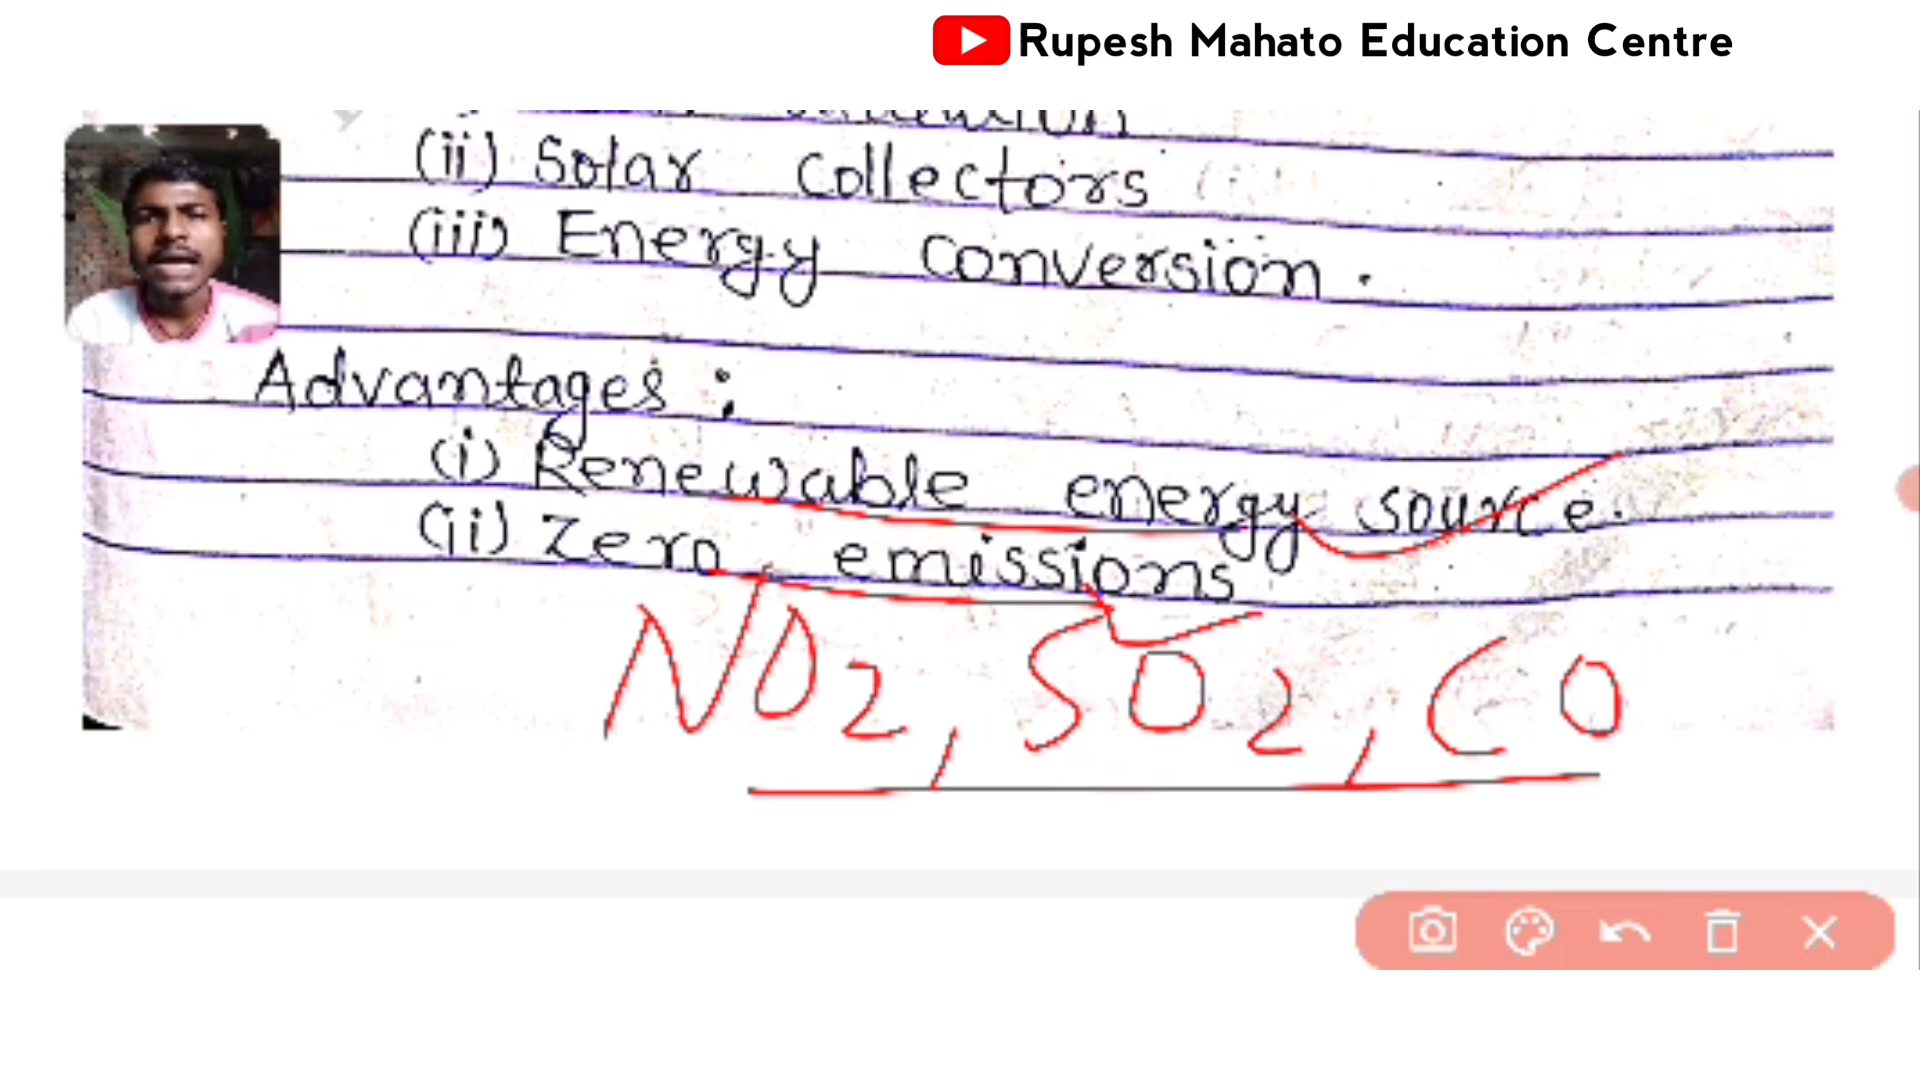 Rupesh Mahato Education Centre
(ii) Solar collectors
(iii) Energy conversion.
Advantages :
(i) Renewable energy source.
(ii) Zero emissions
NO2, SO2, CO